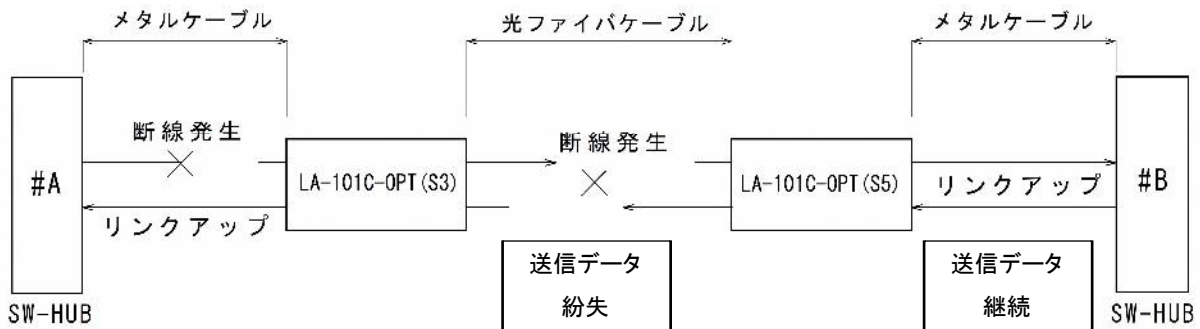 メタルケーブル
光ファイバケーブル
メタルケーブル
断線発生
断線発生
#A
LA-101C-OPT(S3)
LA-101C-OPT(S5)
リンクアップ
#B
リンクアップ
送信データ
紛失
送信データ
継続
SW-HUB
SW-HUB